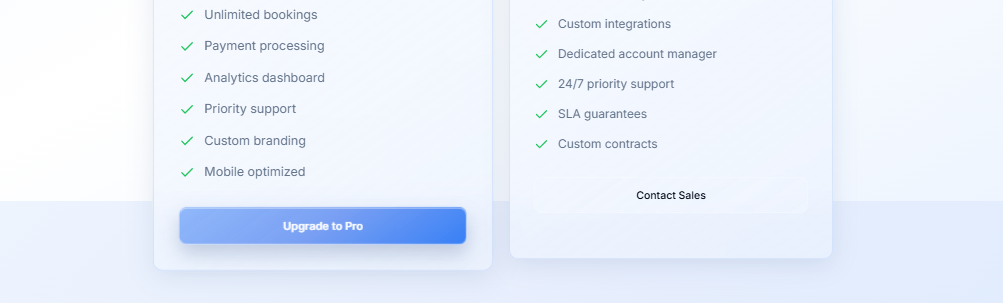 Unlimited bookings
Payment processing
Analytics dashboard
Priority support
Custom branding
Mobile optimized
Upgrade to Pro
Custom integrations
Dedicated account manager
24/7 priority support
SLA guarantees
Custom contracts
Contact Sales